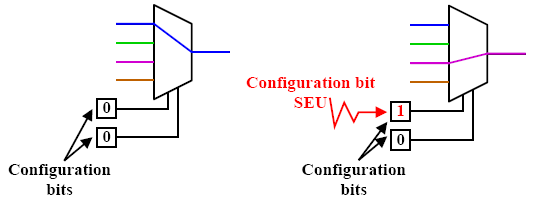 0
0
Configuration
bits
Configuration bit
SEU
1
0
Configuration
bits